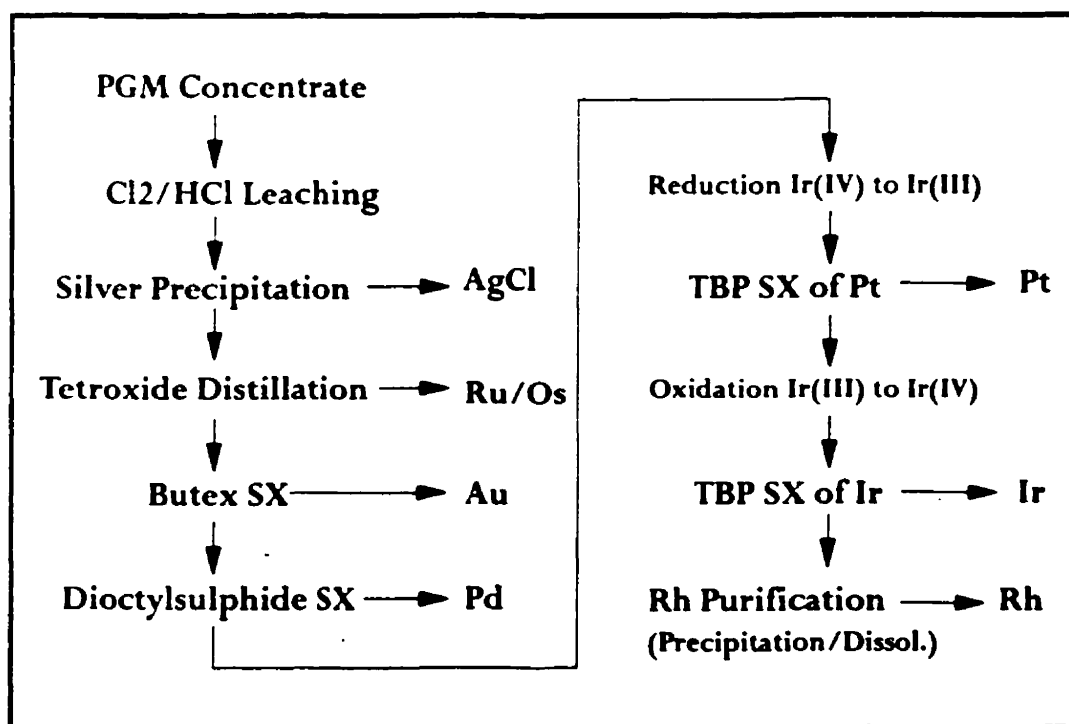 PGM Concentrate
Cl2/HCl Leaching
Silver Precipitation
AgCl
Tetroxide Distillation
Ru/Os
Butex SX
Au
Dioctylsulphide SX
Pd
Reduction Ir(IV) to Ir(III)
TBP SX of Pt
Pt
Oxidation Ir(III) to Ir(IV)
TBP SX of Ir
Ir
Rh Purification
Rh
(Precipitation/Dissol.)